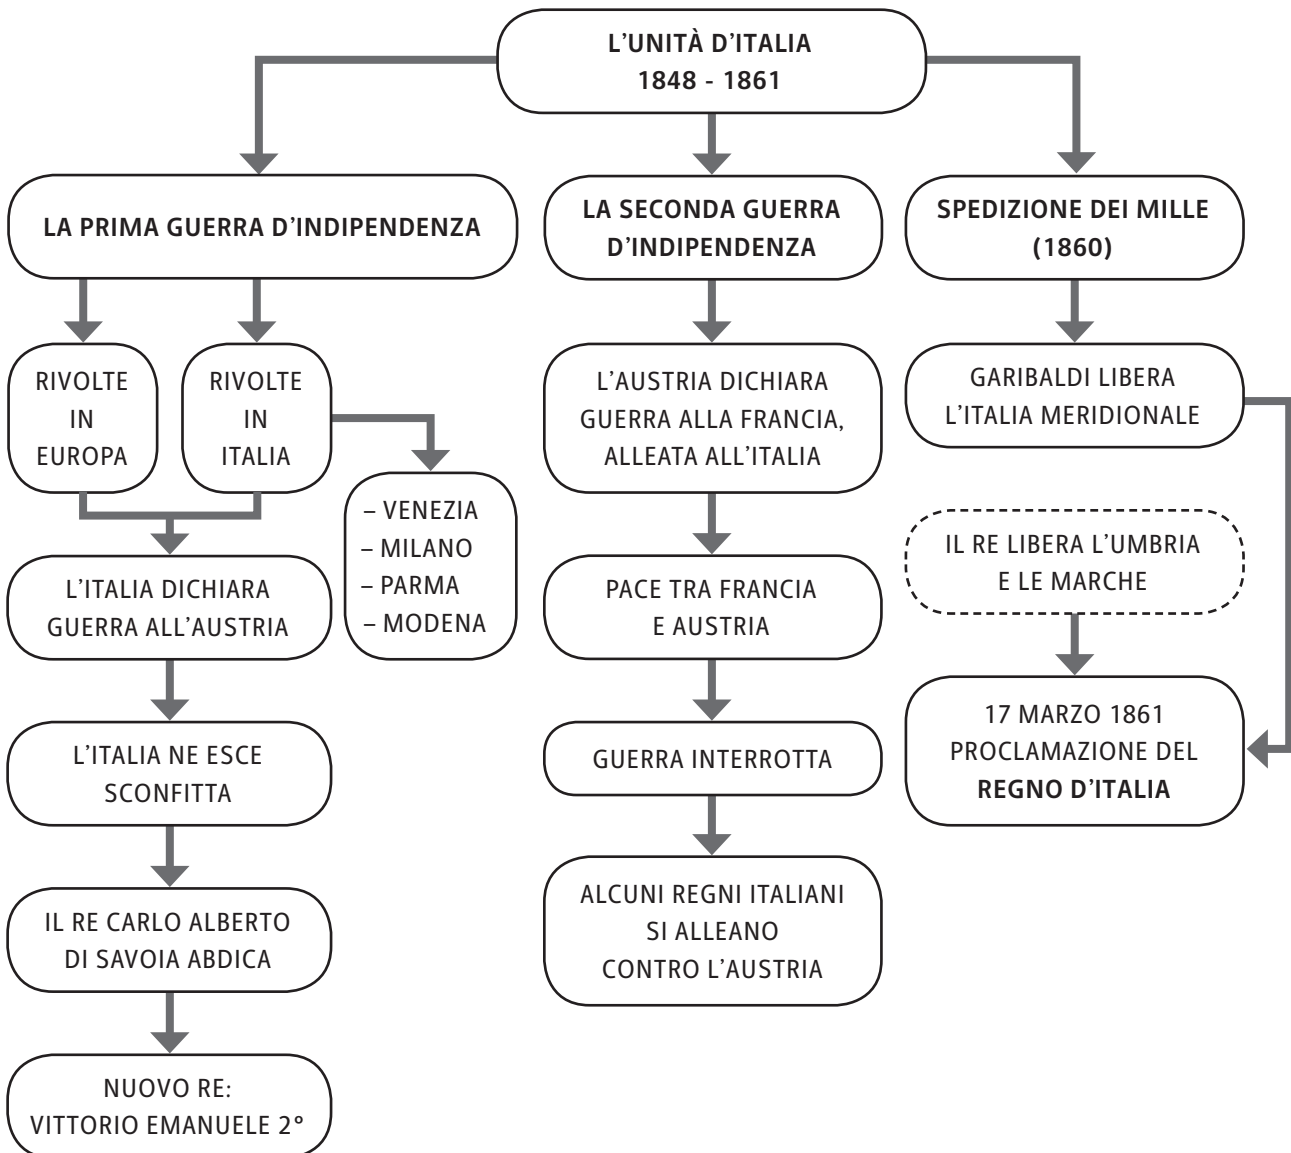 L'UNITÀ D'ITALIA
1848 - 1861
LA PRIMA GUERRA D'INDIPENDENZA
RIVOLTE
IN
EUROPA
RIVOLTE
IN
ITALIA
– VENEZIA
– MILANO
– PARMA
– MODENA
L'ITALIA DICHIARA
GUERRA ALL'AUSTRIA
L'ITALIA NE ESCE
SCONFITTA
IL RE CARLO ALBERTO
DI SAVOIA ABDICA
NUOVO RE:
VITTORIO EMANUELE 2°
LA SECONDA GUERRA
D'INDIPENDENZA
L'AUSTRIA DICHIARA
GUERRA ALLA FRANCIA,
ALLEATA ALL'ITALIA
PACE TRA FRANCIA
E AUSTRIA
GUERRA INTERROTTA
ALCUNI REGNI ITALIANI
SI ALLEANO
CONTRO L'AUSTRIA
SPEDIZIONE DEI MILLE
(1860)
GARIBALDI LIBERA
L'ITALIA MERIDIONALE
IL RE LIBERA L'UMBRIA
E LE MARCHE
17 MARZO 1861
PROCLAMAZIONE DEL
REGNO D'ITALIA